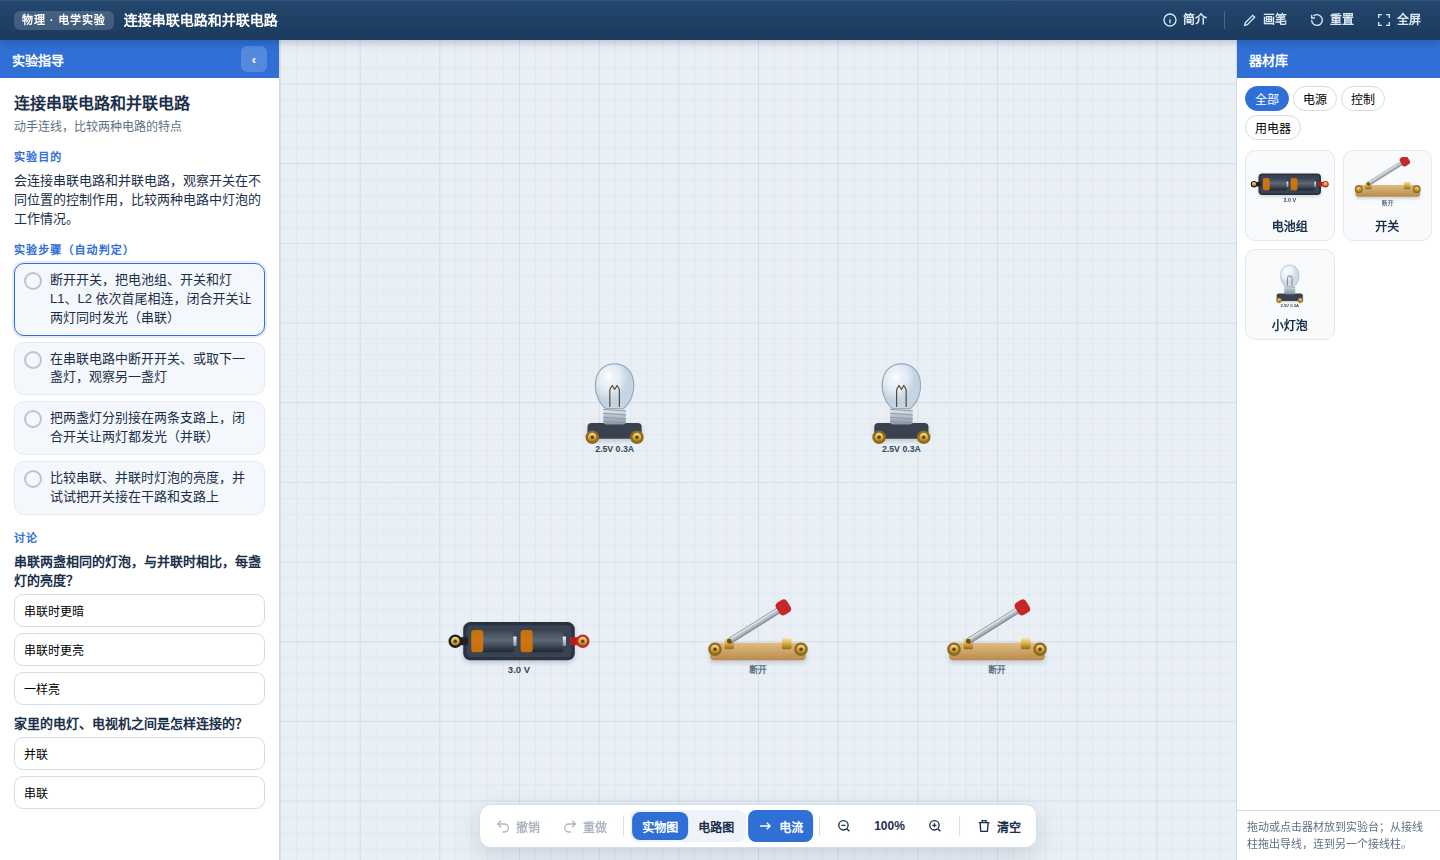 物理 · 电学实验 连接串联电路和并联电路 简介 画笔 重置 全屏
实验指导
连接串联电路和并联电路
动手连线，比较两种电路的特点
实验目的
会连接串联电路和并联电路，观察开关在不
同位置的控制作用，比较两种电路中灯泡的
工作情况。
实验步骤（自动判定）
断开开关，把电池组、开关和灯
L1、L2 依次首尾相连，闭合开关让
两灯同时发光（串联）
在串联电路中断开开关、或取下一
盏灯，观察另一盏灯
把两盏灯分别接在两条支路上，闭
合开关让两灯都发光（并联）
比较串联、并联时灯泡的亮度，并
试试把开关接在干路和支路上
讨论
串联两盏相同的灯泡，与并联时相比，每盏
灯的亮度？
串联时更暗
串联时更亮
一样亮
家里的电灯、电视机之间是怎样连接的？
并联
串联
2.5V 0.3A
2.5V 0.3A
3.0 V
断开
断开
撤销 重做 实物图 电路图 电流 100% 清空
器材库
全部 电源 控制
用电器
3.0 V
电池组
断开
开关
2.5V 0.3A
小灯泡
拖动或点击器材放到实验台；从接线
柱拖出导线，连到另一个接线柱。